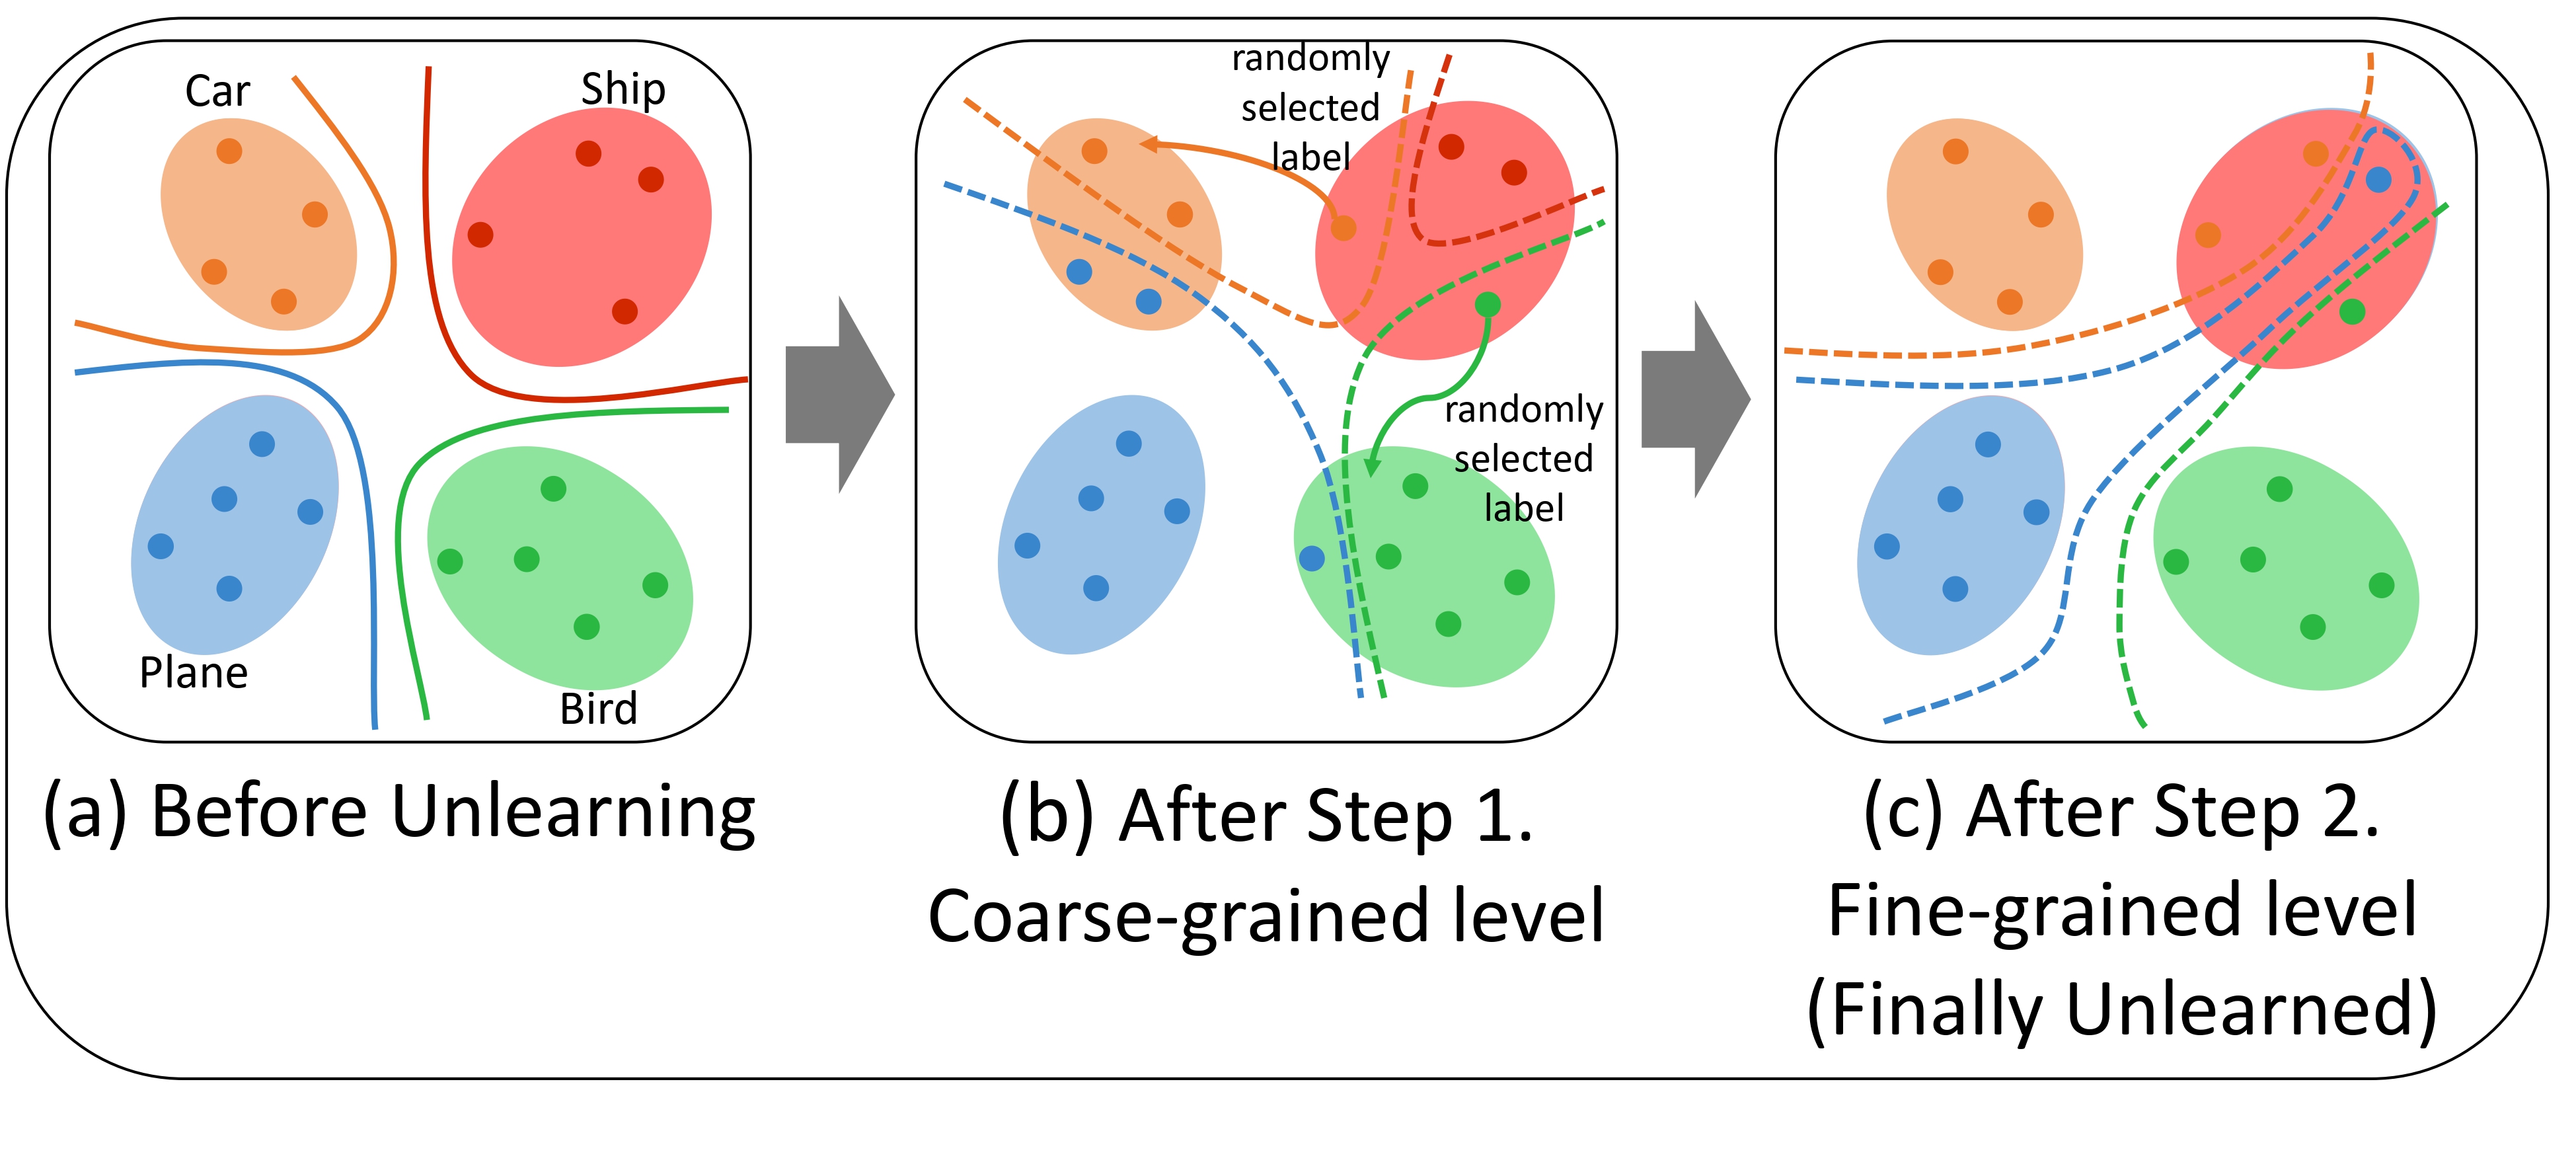 Car
Ship
Plane
Bird
(a) Before Unlearning
randomly
selected
label
randomly
selected
label
(b) After Step 1.
Coarse-grained level
(c) After Step 2.
Fine-grained level
(Finally Unlearned)